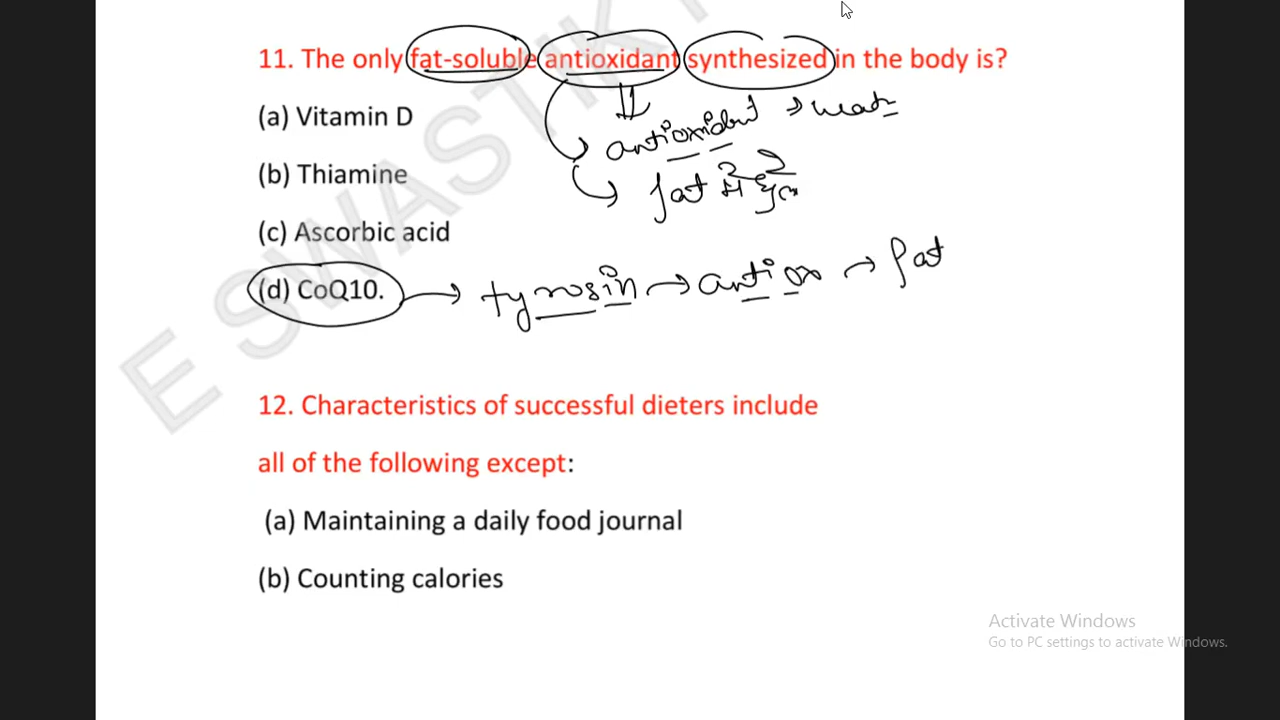 11. The only fat-soluble antioxidant synthesized in the body is?
(a) Vitamin D
antioxidant →
(b) Thiamine
fat में
(c) Ascorbic acid
(d) CoQ10. → tyrosin → antiox → fat
12. Characteristics of successful dieters include
all of the following except:
(a) Maintaining a daily food journal
(b) Counting calories
E SWASTIK
Activate Windows
Go to PC settings to activate Windows.